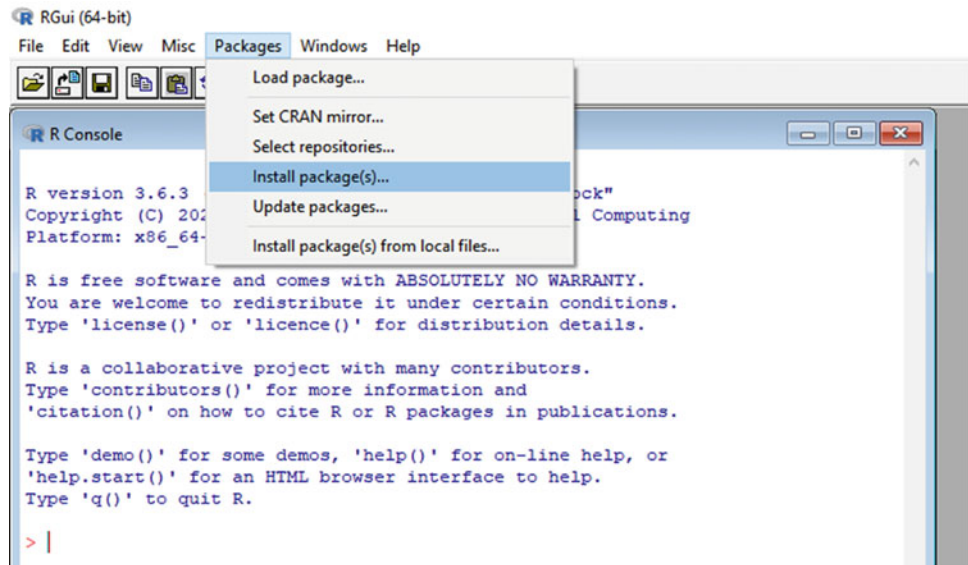 RGui (64-bit)
File Edit View Misc Packages Windows Help
Load package...
Set CRAN mirror...
Select repositories...
Install package(s)...
Update packages...
Install package(s) from local files...
R Console
R version 3.6.3 ock"
Copyright (C) 202 l Computing
Platform: x86_64-
R is free software and comes with ABSOLUTELY NO WARRANTY.
You are welcome to redistribute it under certain conditions.
Type 'license()' or 'licence()' for distribution details.
R is a collaborative project with many contributors.
Type 'contributors()' for more information and
'citation()' on how to cite R or R packages in publications.
Type 'demo()' for some demos, 'help()' for on-line help, or
'help.start()' for an HTML browser interface to help.
Type 'q()' to quit R.
>